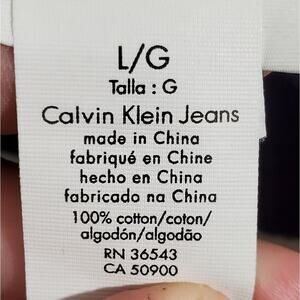 L/G
Talla : G
Calvin Klein Jeans
made in China
fabriqué en Chine
hecho en China
fabricado na China
100% cotton/coton/
algodón/algodão
RN 36543
CA 50900